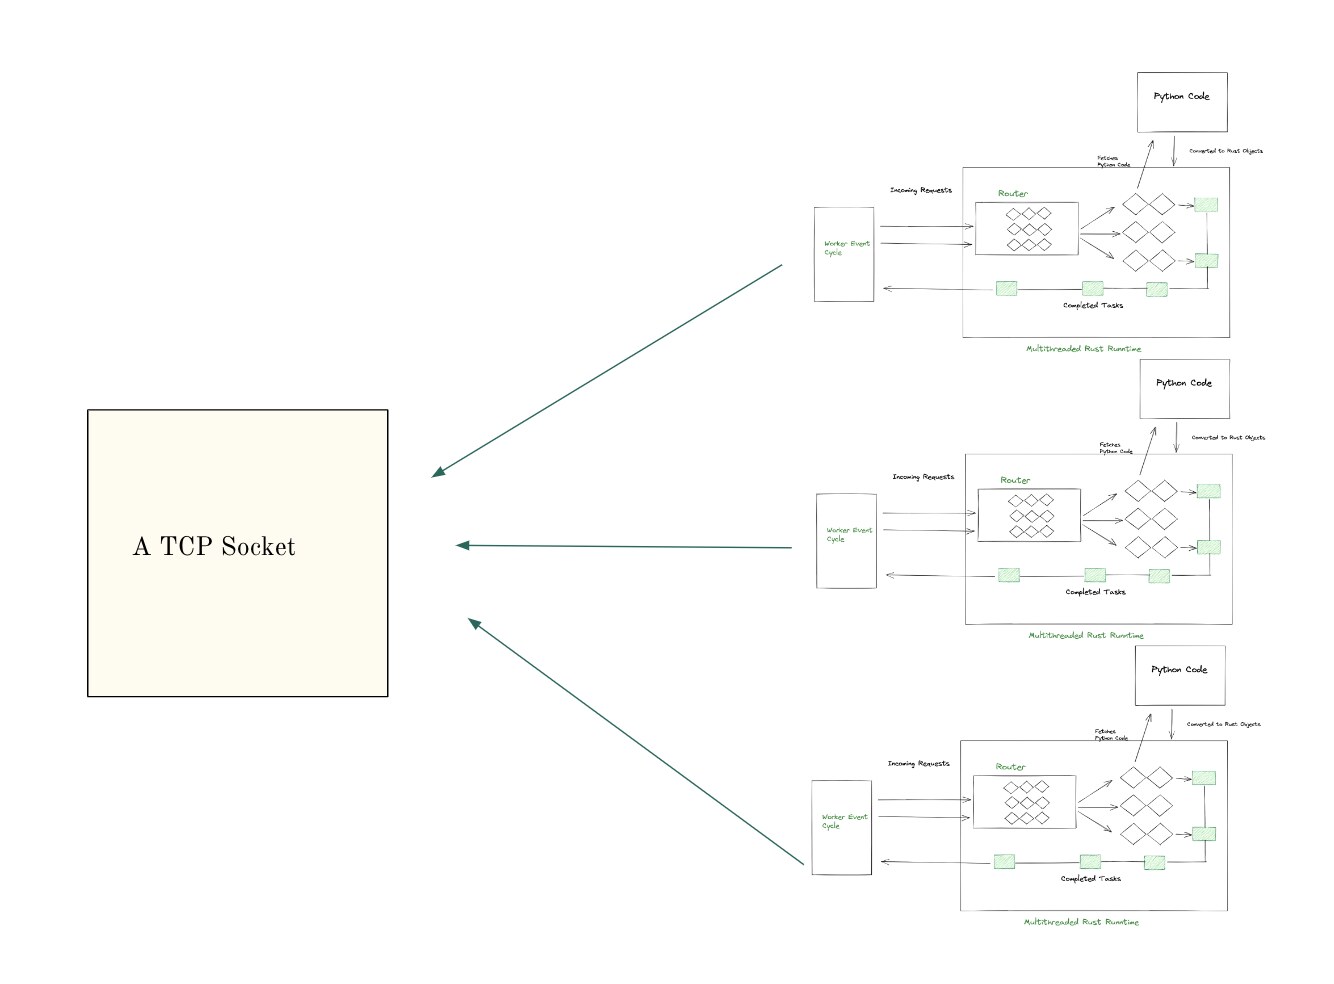 Python Code
Converted to Rust Objects
Fetches
Python Code
Incoming Requests
Router
Worker Event
Cycle
Completed Tasks
Multithreaded Rust Runtime
Python Code
Converted to Rust Objects
Fetches
Python Code
Incoming Requests
Router
Worker Event
Cycle
A TCP Socket
Completed Tasks
Multithreaded Rust Runtime
Python Code
Converted to Rust Objects
Fetches
Python Code
Incoming Requests
Router
Worker Event
Cycle
Completed Tasks
Multithreaded Rust Runtime